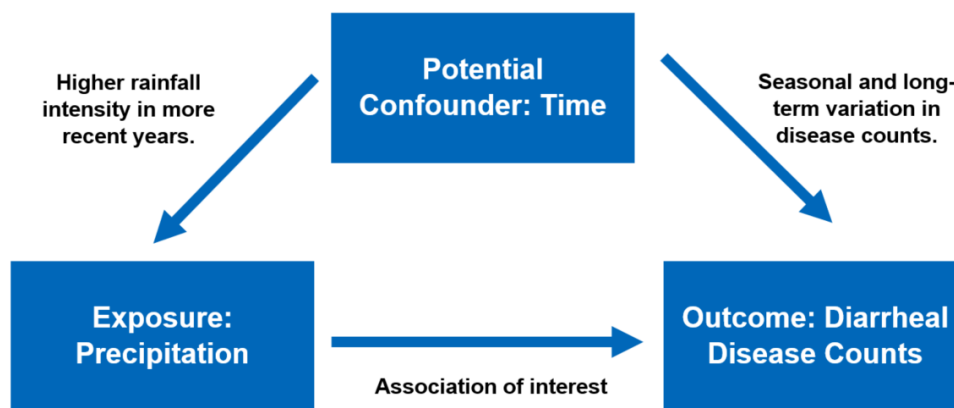 Higher rainfall
intensity in more
recent years.
Potential
Confounder: Time
Seasonal and long-
term variation in
disease counts.
Exposure:
Precipitation
Association of interest
Outcome: Diarrheal
Disease Counts